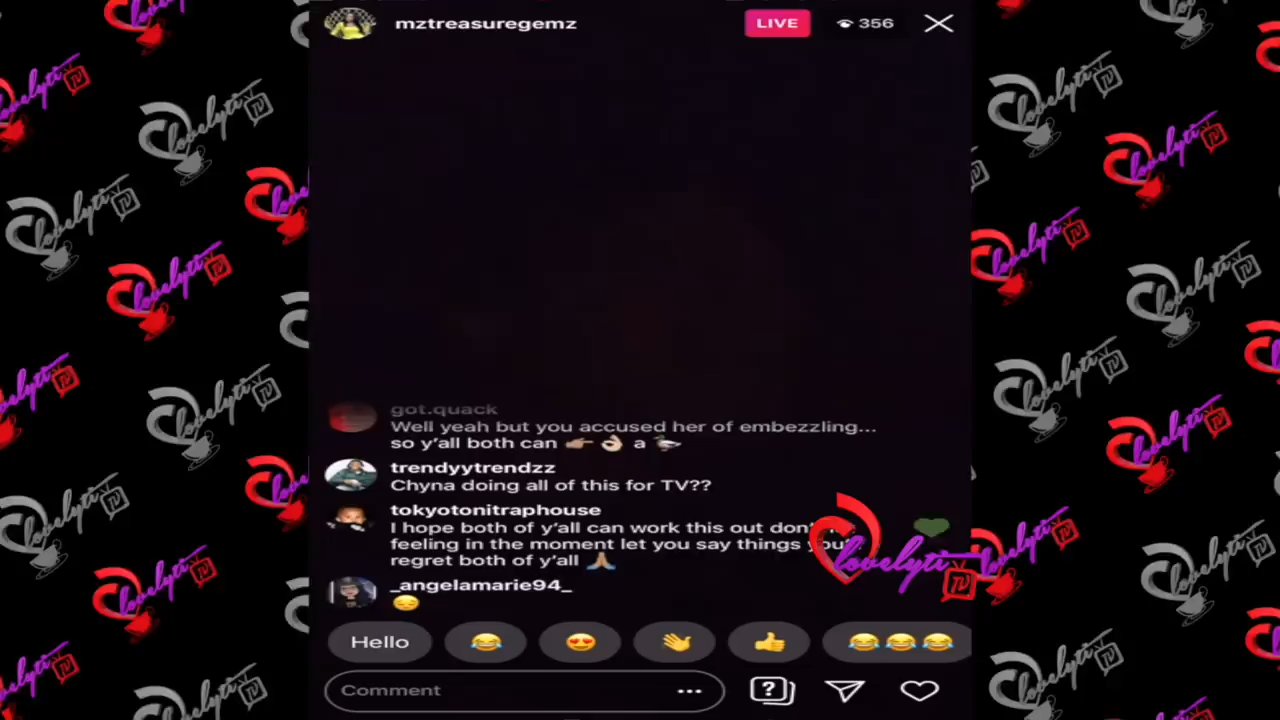 mztreasuregemz
LIVE
356
got.quack
Well yeah but you accused her of embezzling...
so y'all both can 👉🏼👌🏼 a 🦆
trendyytrendzz
Chyna doing all of this for TV??
tokyotonitraphouse
I hope both of y'all can work this out don't
feeling in the moment let you say things you'll
regret both of y'all 🙏🏽
_angelamarie94_
😔
Hello 😂 😍 👋 👍 😂😂😂
Comment
lovelyti TV